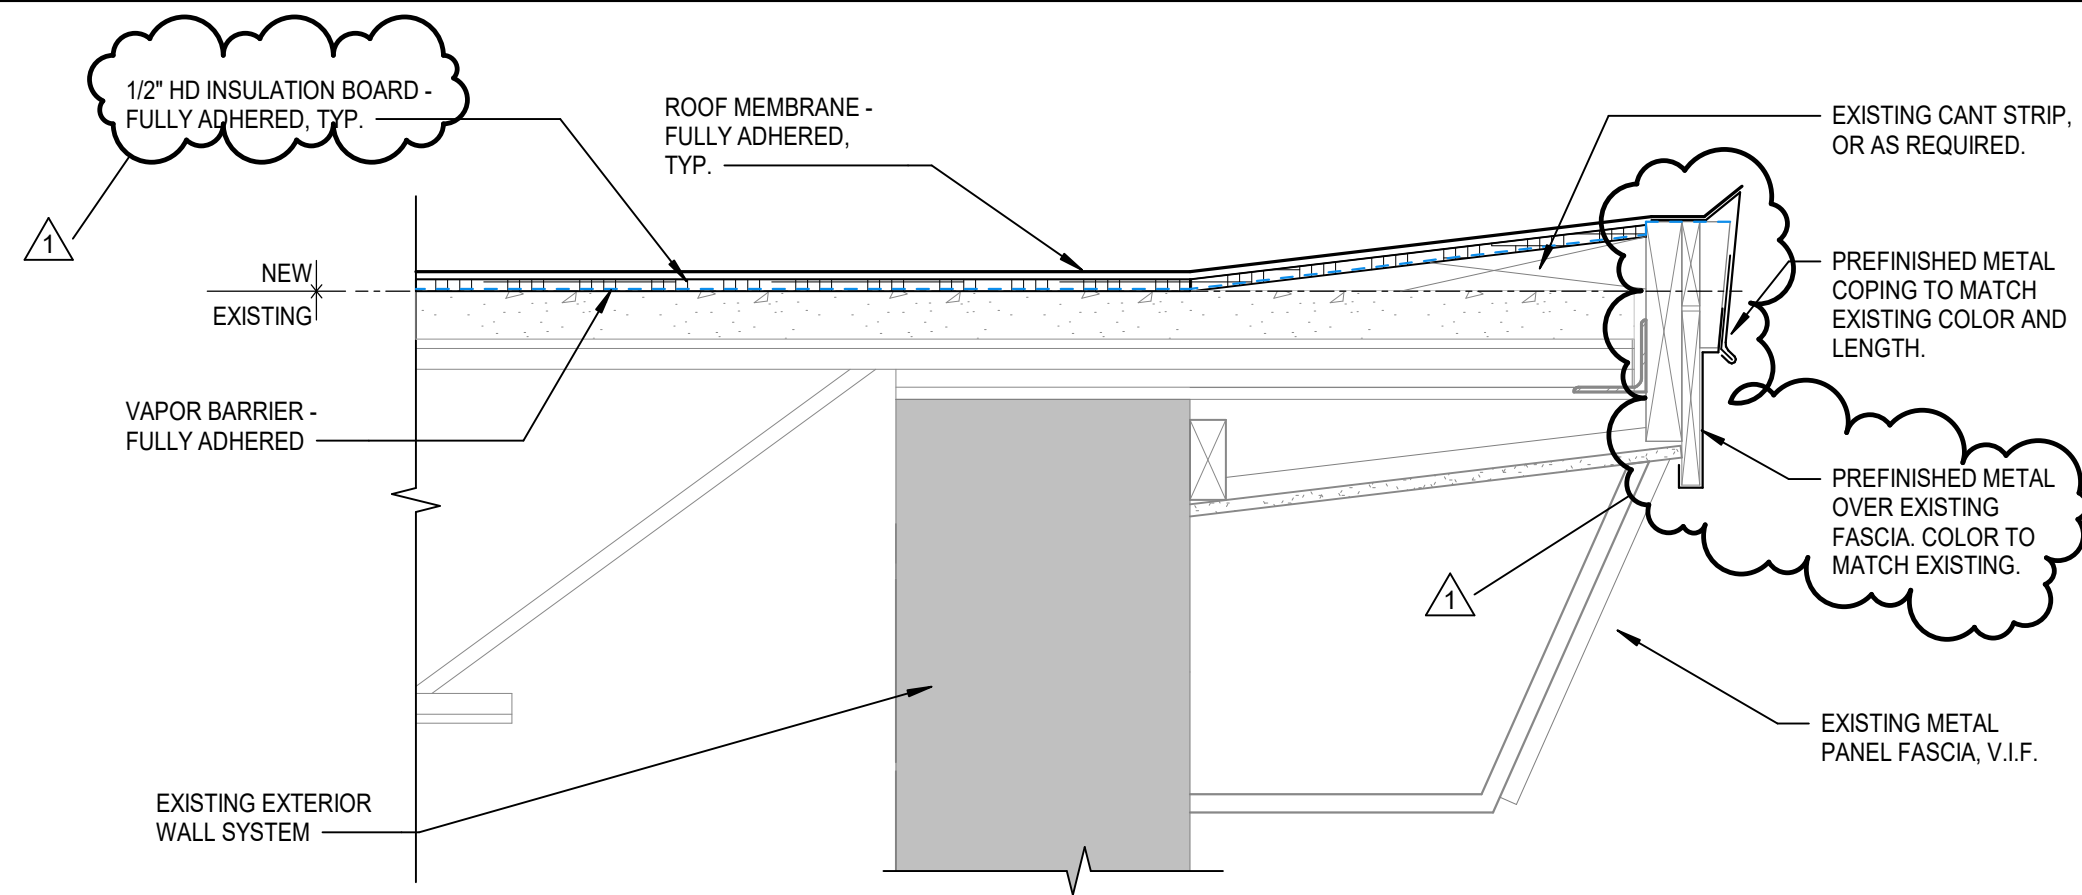 1/2" HD INSULATION BOARD -
FULLY ADHERED, TYP.
ROOF MEMBRANE -
FULLY ADHERED,
TYP.
EXISTING CANT STRIP,
OR AS REQUIRED.
1
NEW
EXISTING
PREFINISHED METAL
COPING TO MATCH
EXISTING COLOR AND
LENGTH.
VAPOR BARRIER -
FULLY ADHERED
PREFINISHED METAL
OVER EXISTING
FASCIA. COLOR TO
MATCH EXISTING.
1
EXISTING METAL
PANEL FASCIA, V.I.F.
EXISTING EXTERIOR
WALL SYSTEM